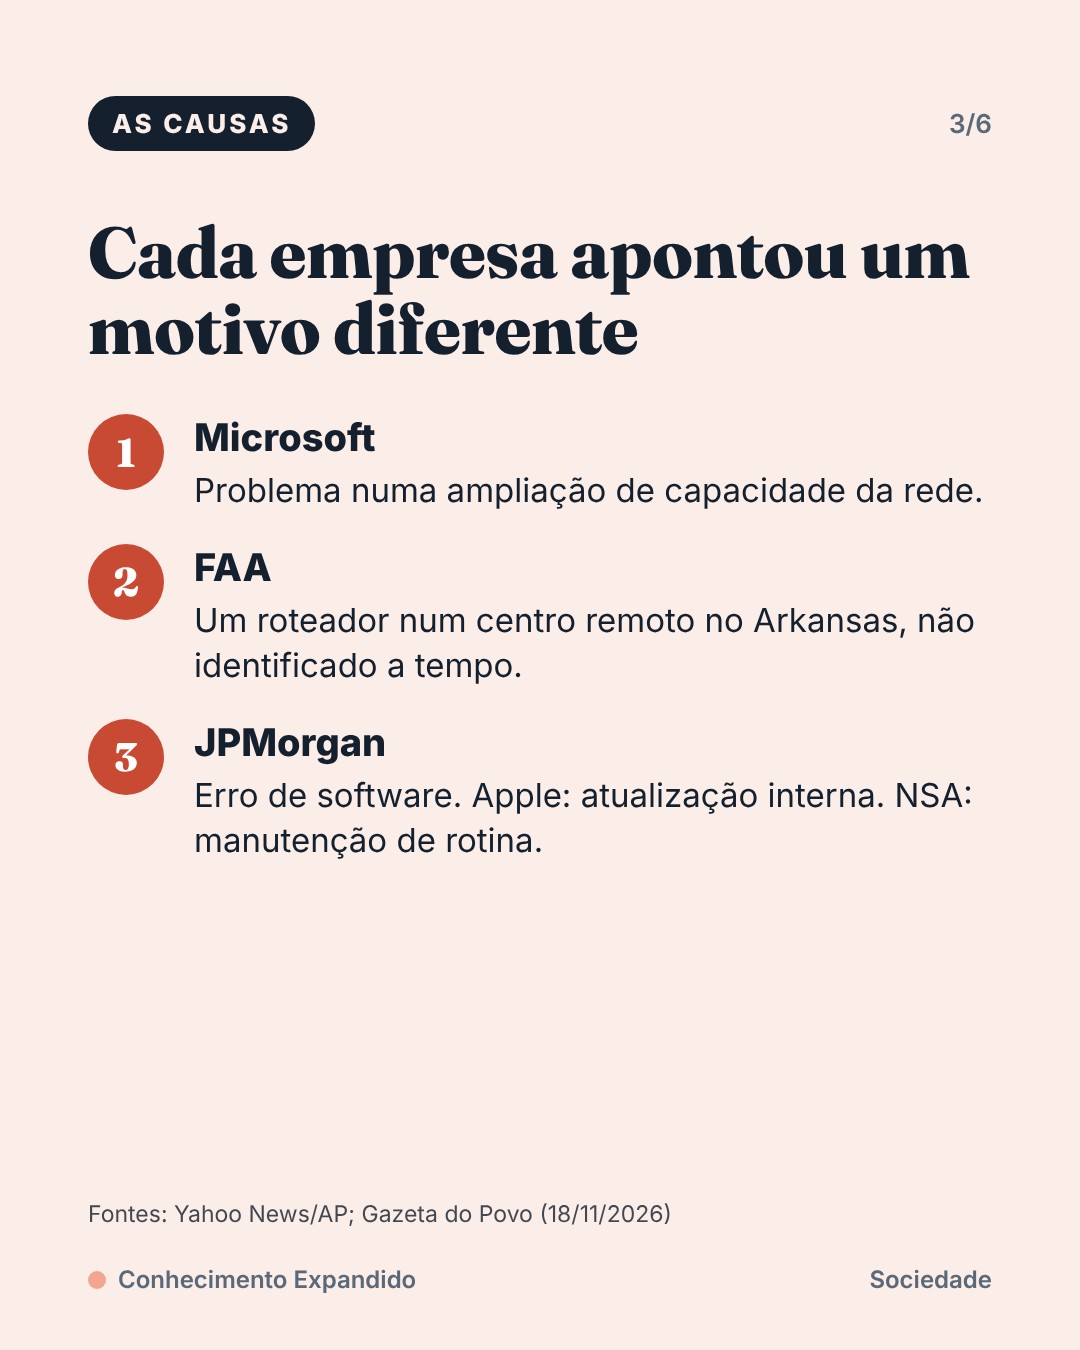 AS CAUSAS
3/6
Cada empresa apontou um
motivo diferente
1
Microsoft
Problema numa ampliação de capacidade da rede.
2
FAA
Um roteador num centro remoto no Arkansas, não
identificado a tempo.
3
JPMorgan
Erro de software. Apple: atualização interna. NSA:
manutenção de rotina.
Fontes: Yahoo News/AP; Gazeta do Povo (18/11/2026)
Conhecimento Expandido
Sociedade